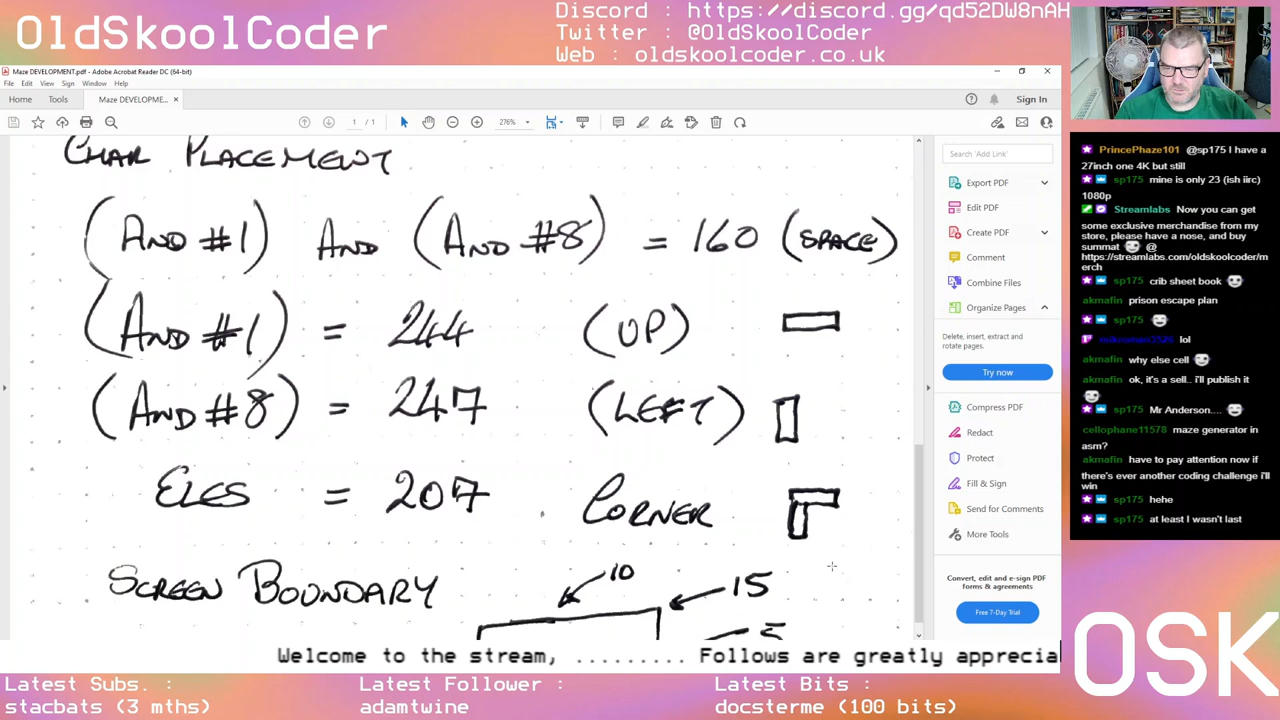 OldSkoolCoder
Discord : https://discord.gg/qd52DW8nAH
Twitter : @OldSkoolCoder
Web : oldskoolcoder.co.uk
Maze DEVELOPMENT.pdf - Adobe Acrobat Reader DC (64-bit)
File Edit View Sign Window Help
Home Tools Maze DEVELOPME... × Sign In
1 / 1 276%
CHAR PLACEMENT
(AND #1) AND (AND #8) = 160 (SPACE)
(AND #1) = 244 (UP)
(AND #8) = 247 (LEFT)
ELES = 207 CORNER
SCREEN BOUNDARY 10 15
5
Search 'Add Link'
Export PDF
Edit PDF
Create PDF
Comment
Combine Files
Organize Pages
Delete, insert, extract and
restore pages.
Try now
Compress PDF
Redact
Protect
Fill & Sign
Send for Comments
More Tools
Convert, edit and e-sign PDF
forms & agreements
Free 7-Day Trial
PrincePhaze101 @sp175 I have a
27inch one 4K but still
sp175 mine is only 23 (ish iirc)
1080p
Streamlabs Now you can get
some exclusive merchandise from my
store, please have a nose, and buy
summat @
https://streamlabs.com/oldskoolcoder/m
erch
sp175 crib sheet book
akmafin prison escape plan
sp175
lol
akmafin why else cell
akmafin ok, it's a sell.. i'll publish it
sp175 Mr Anderson....
cellophane11578 maze generator in
asm?
akmafin have to pay attention now if
there's ever another coding challenge i'll
win
sp175 hehe
sp175 at least I wasn't last
Welcome to the stream, ......... Follows are greatly apprecia
OSK
Latest Subs. :
stacbats (3 mths)
Latest Follower :
adamtwine
Latest Bits :
docsterme (100 bits)